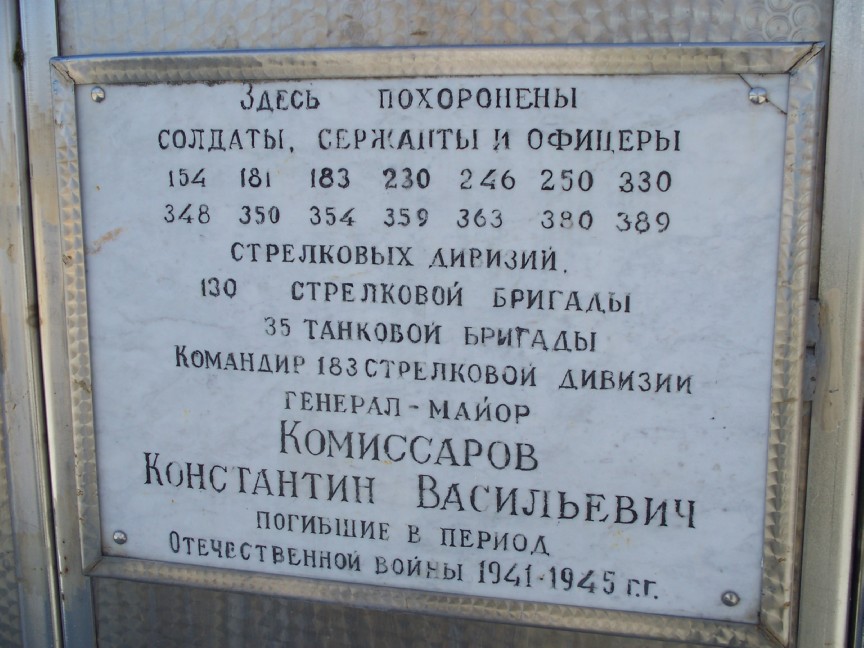 Здесь похоронены
солдаты, сержанты и офицеры
154 181 183 230 246 250 330
348 350 354 359 363 380 389
стрелковых дивизий.
130 стрелковой бригады
35 танковой бригады
Командир 183 стрелковой дивизии
генерал-майор
Комиссаров
Константин Васильевич
погибшие в период
Отечественной войны 1941-1945 г.г.